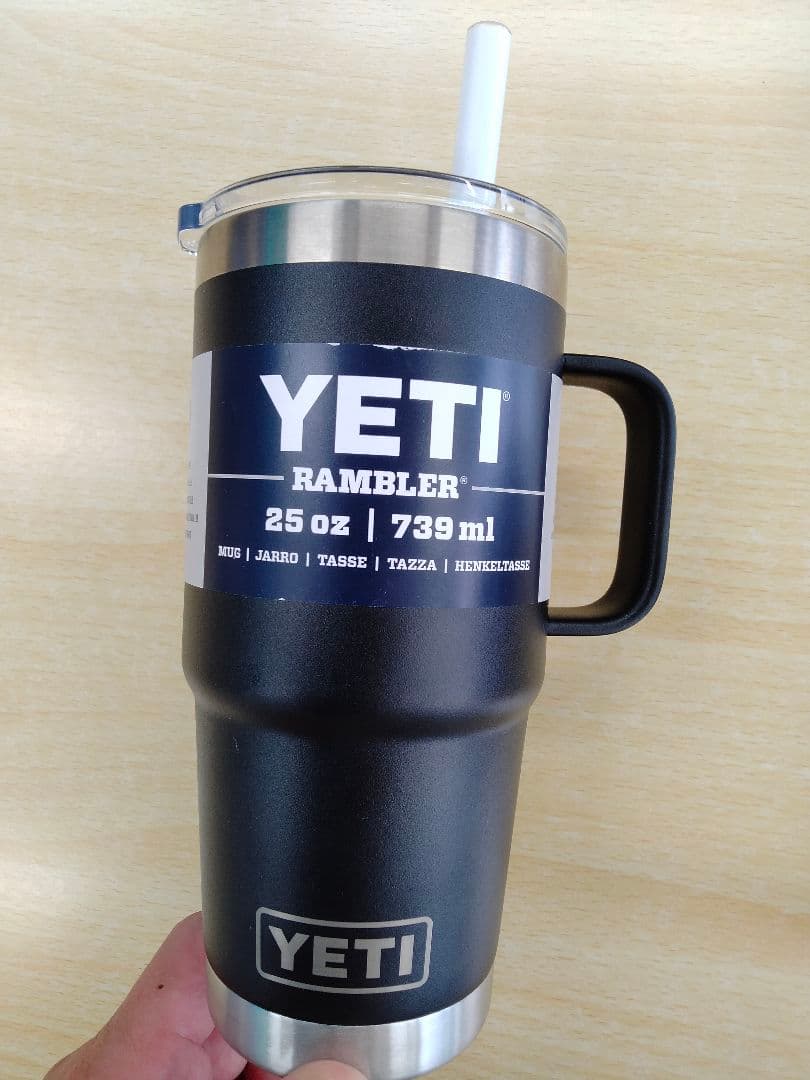 YETI®
RAMBLER®
25 oz | 739 ml
MUG | JARRO | TASSE | TAZZA | HENKELTASSE
YETI